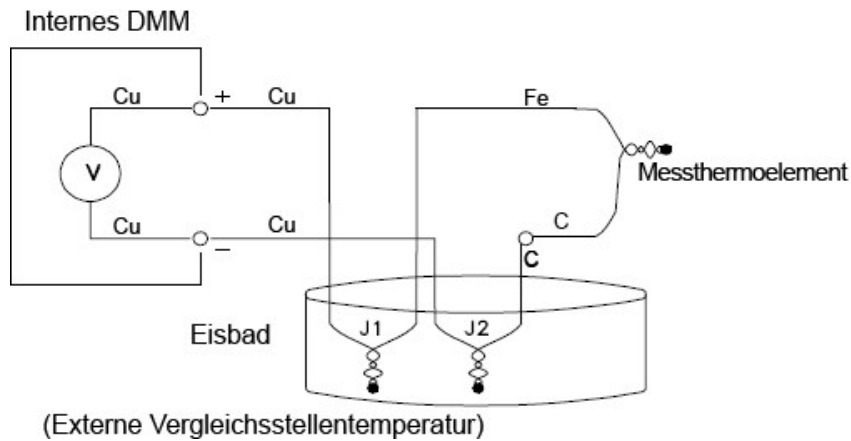 Internes DMM
Cu + Cu Fe
V
Messthermoelement
Cu – Cu C
C
J1 J2
Eisbad
(Externe Vergleichsstellentemperatur)